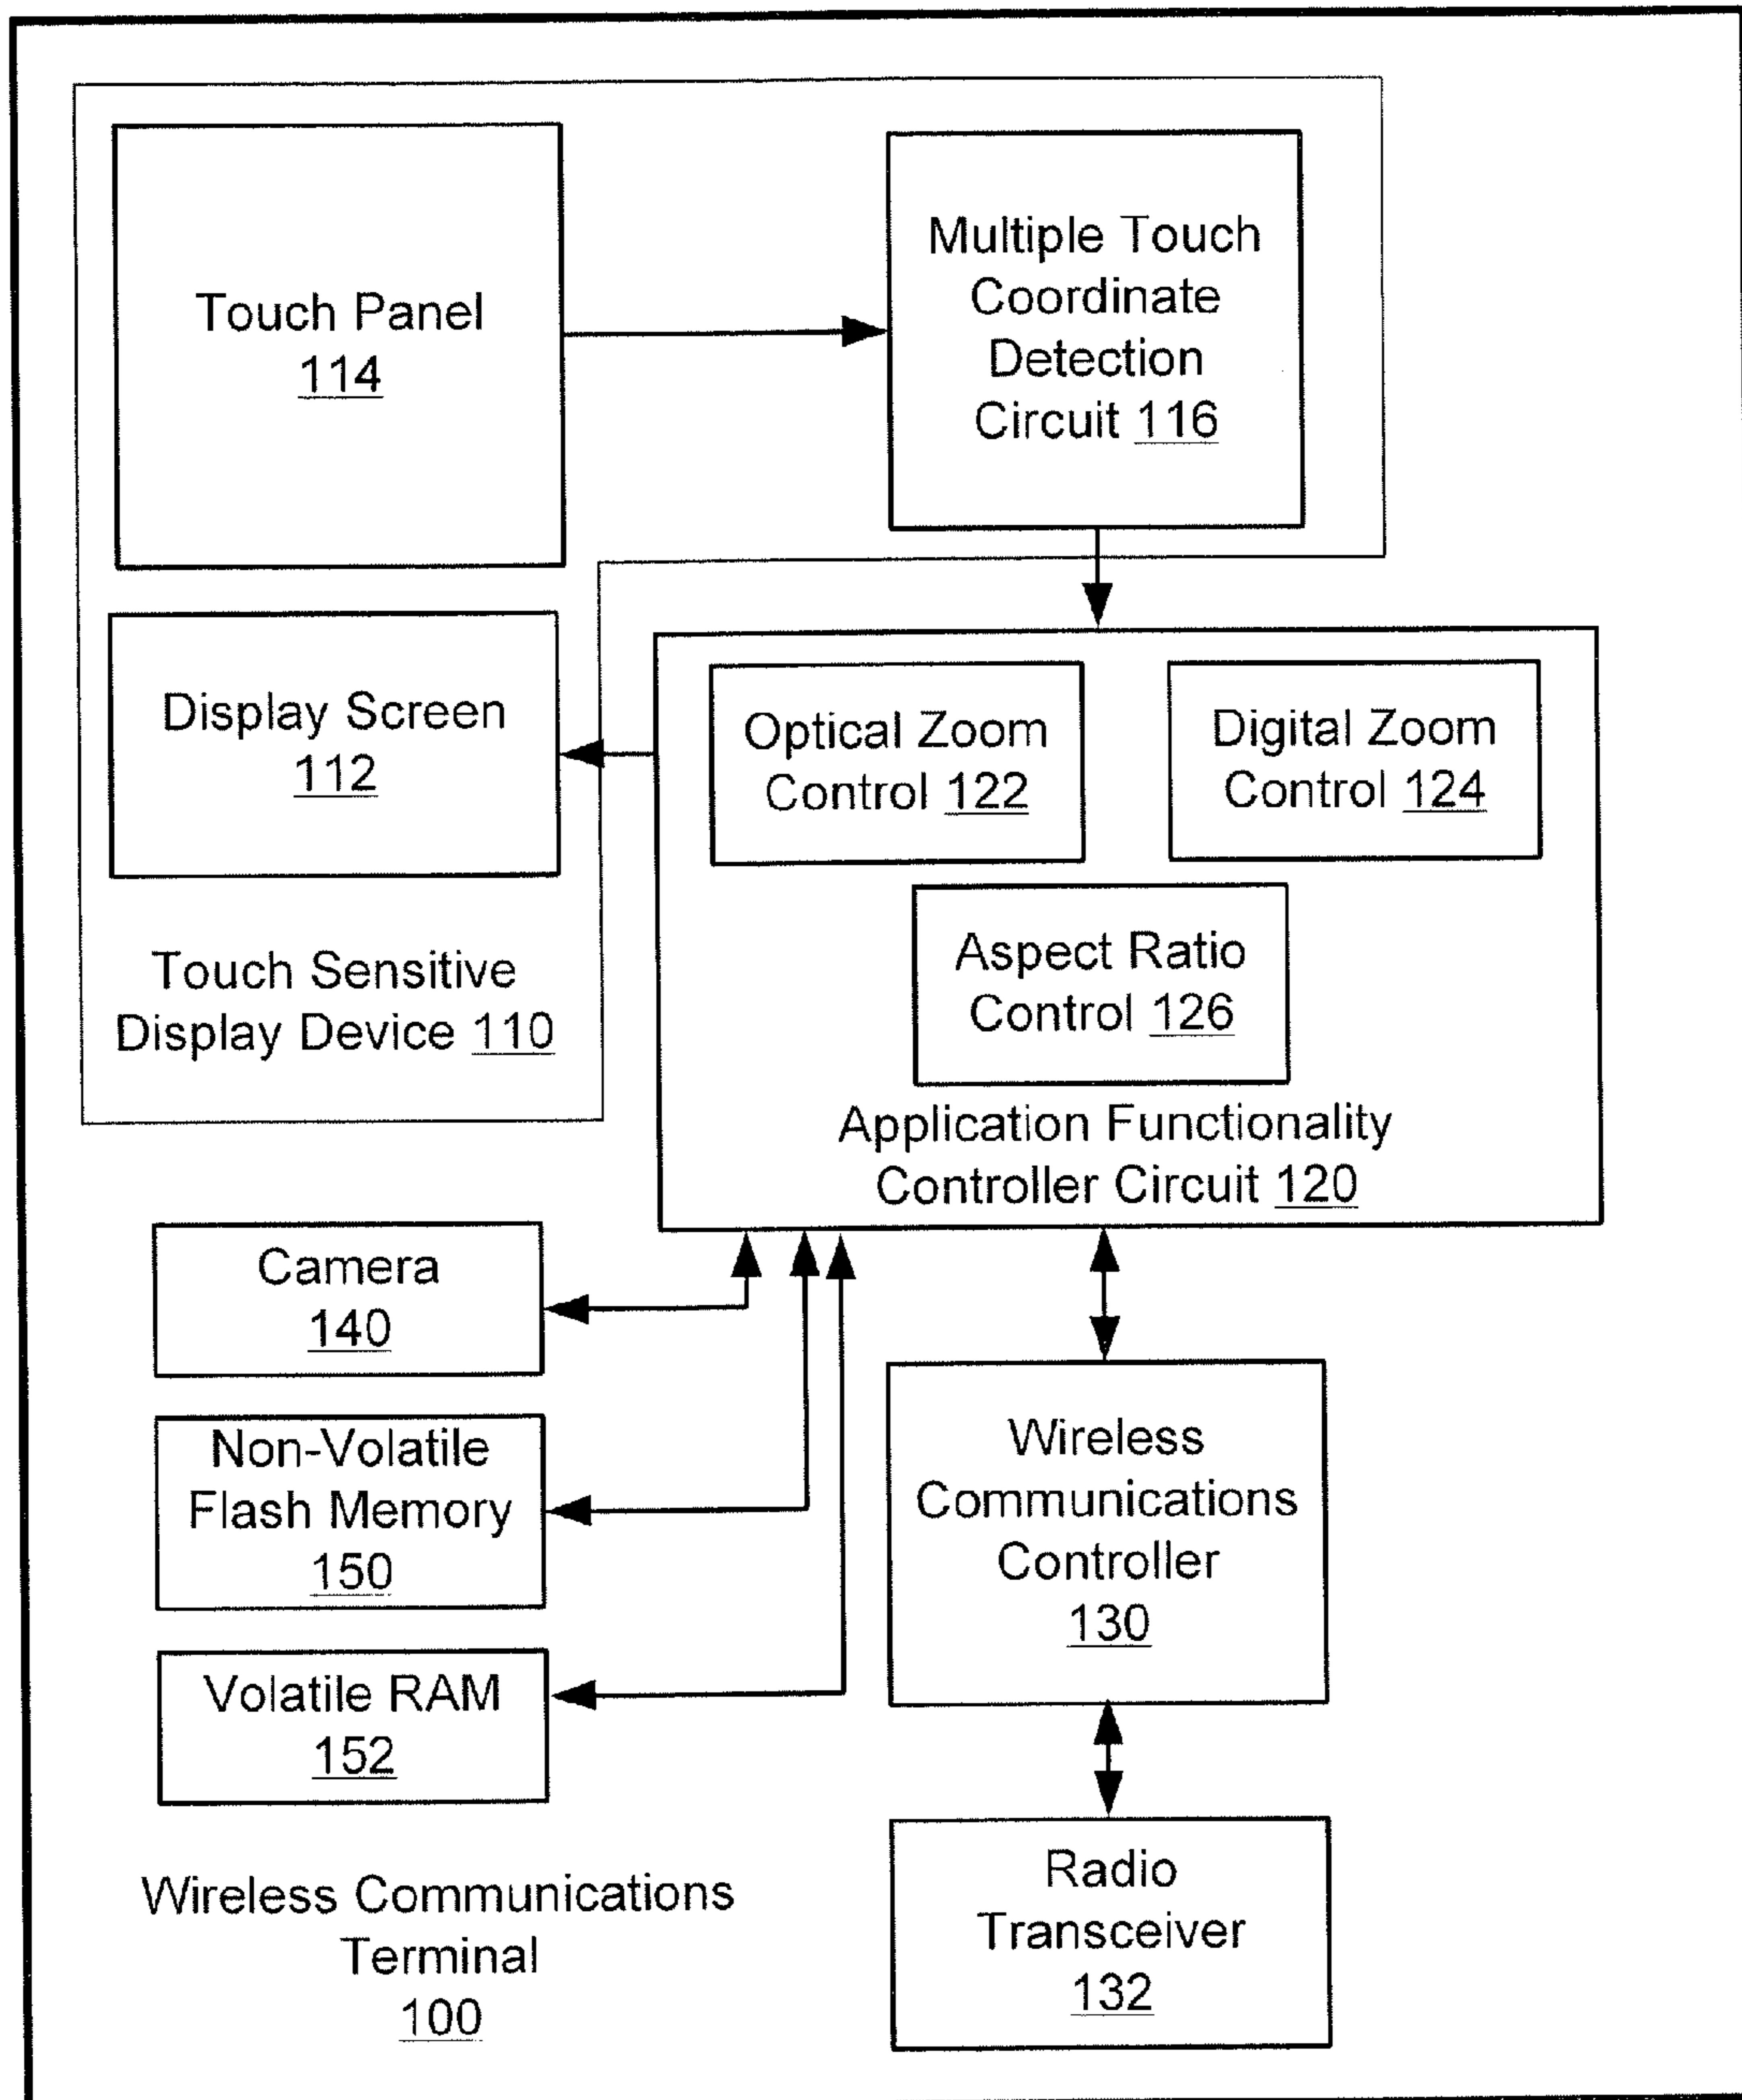 Touch Panel
114
Multiple Touch
Coordinate
Detection
Circuit 116
Display Screen
112
Touch Sensitive
Display Device 110
Optical Zoom
Control 122
Digital Zoom
Control 124
Aspect Ratio
Control 126
Application Functionality
Controller Circuit 120
Camera
140
Non-Volatile
Flash Memory
150
Volatile RAM
152
Wireless
Communications
Controller
130
Radio
Transceiver
132
Wireless Communications
Terminal
100